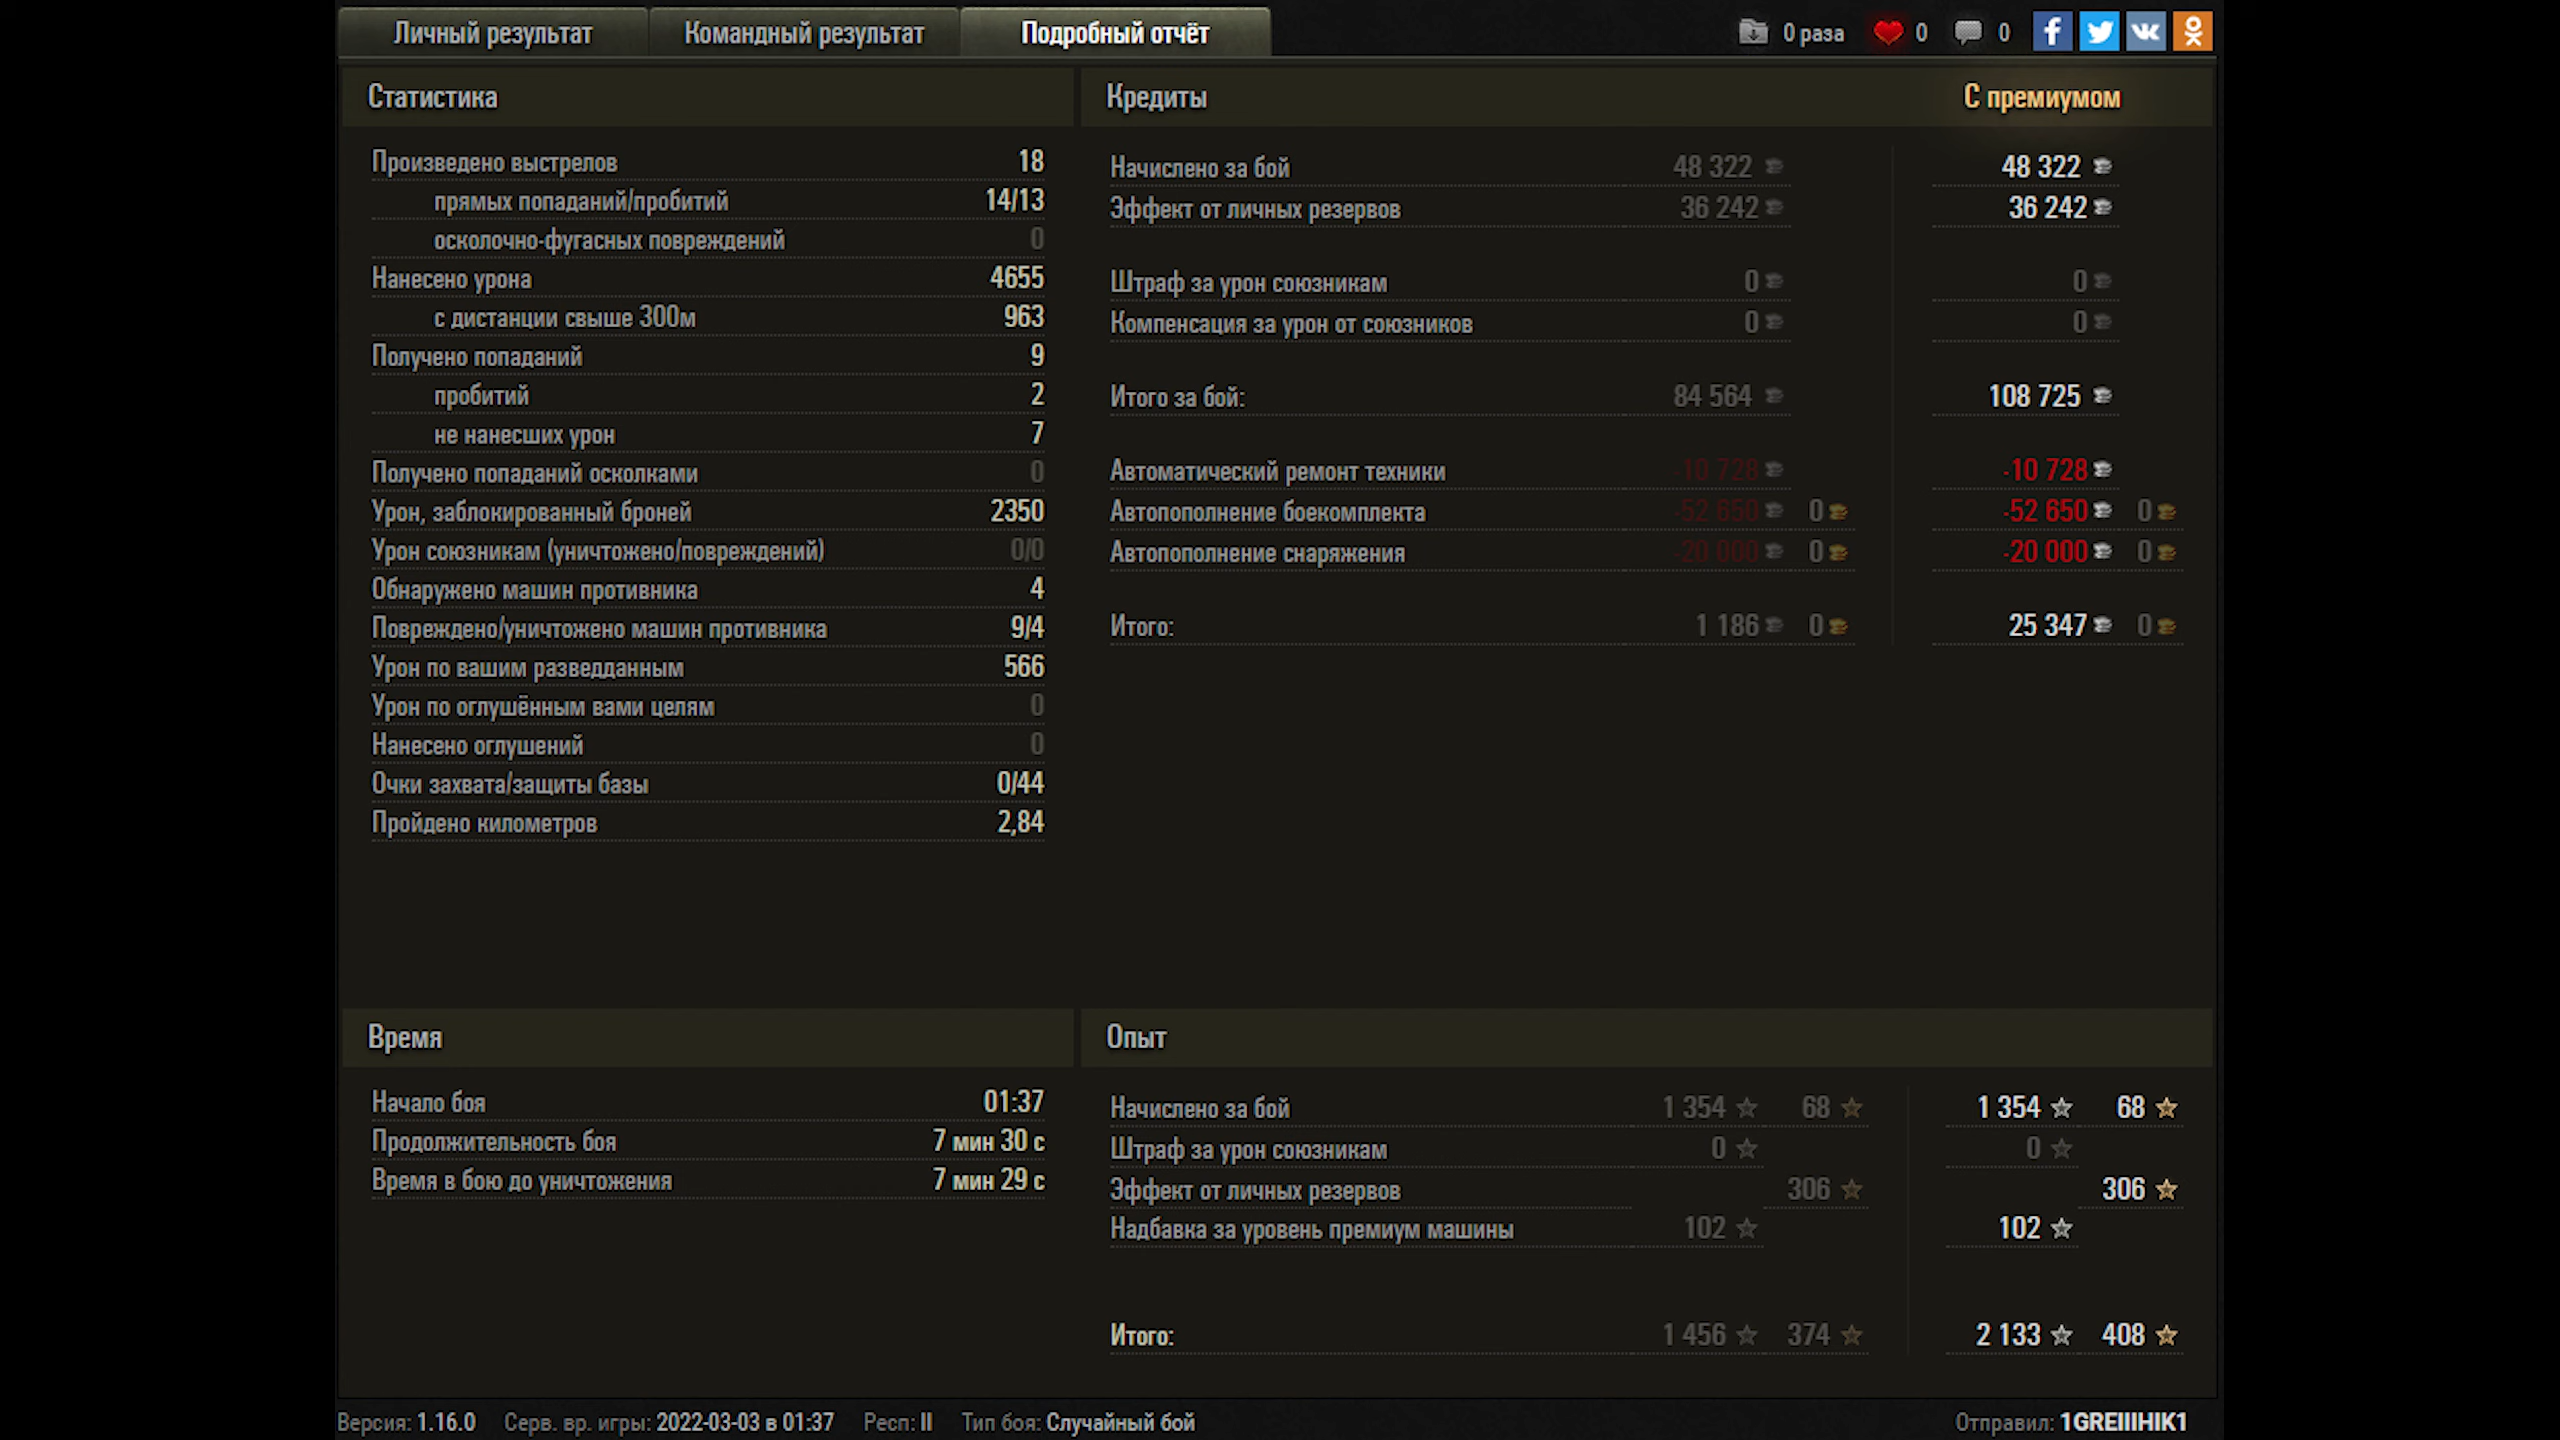 Личный результат Командный результат Подробный отчёт 0 раза 0 0
Статистика
Произведено выстрелов 18
прямых попаданий/пробитий 14/13
осколочно-фугасных повреждений 0
Нанесено урона 4655
с дистанции свыше 300м 963
Получено попаданий 9
пробитий 2
не нанесших урон 7
Получено попаданий осколками 0
Урон, заблокированный броней 2350
Урон союзникам (уничтожено/повреждений) 0/0
Обнаружено машин противника 4
Повреждено/уничтожено машин противника 9/4
Урон по вашим разведданным 566
Урон по оглушённым вами целям 0
Нанесено оглушений 0
Очки захвата/защиты базы 0/44
Пройдено километров 2,84
Кредиты С премиумом
Начислено за бой 48 322 48 322
Эффект от личных резервов 36 242 36 242
Штраф за урон союзникам 0 0
Компенсация за урон от союзников 0 0
Итого за бой: 84 564 108 725
Автоматический ремонт техники -10 728 -10 728
Автопополнение боекомплекта -52 650 0 -52 650 0
Автопополнение снаряжения -20 000 0 -20 000 0
Итого: 1 186 0 25 347 0
Время
Начало боя 01:37
Продолжительность боя 7 мин 30 с
Время в бою до уничтожения 7 мин 29 с
Опыт
Начислено за бой 1 354 68 1 354 68
Штраф за урон союзникам 0 0
Эффект от личных резервов 306 306
Надбавка за уровень премиум машины 102 102
Итого: 1 456 374 2 133 408
Версия: 1.16.0 Серв. вр. игры: 2022-03-03 в 01:37 Респ: II Тип боя: Случайный бой Отправил: 1GREIIIHIK1